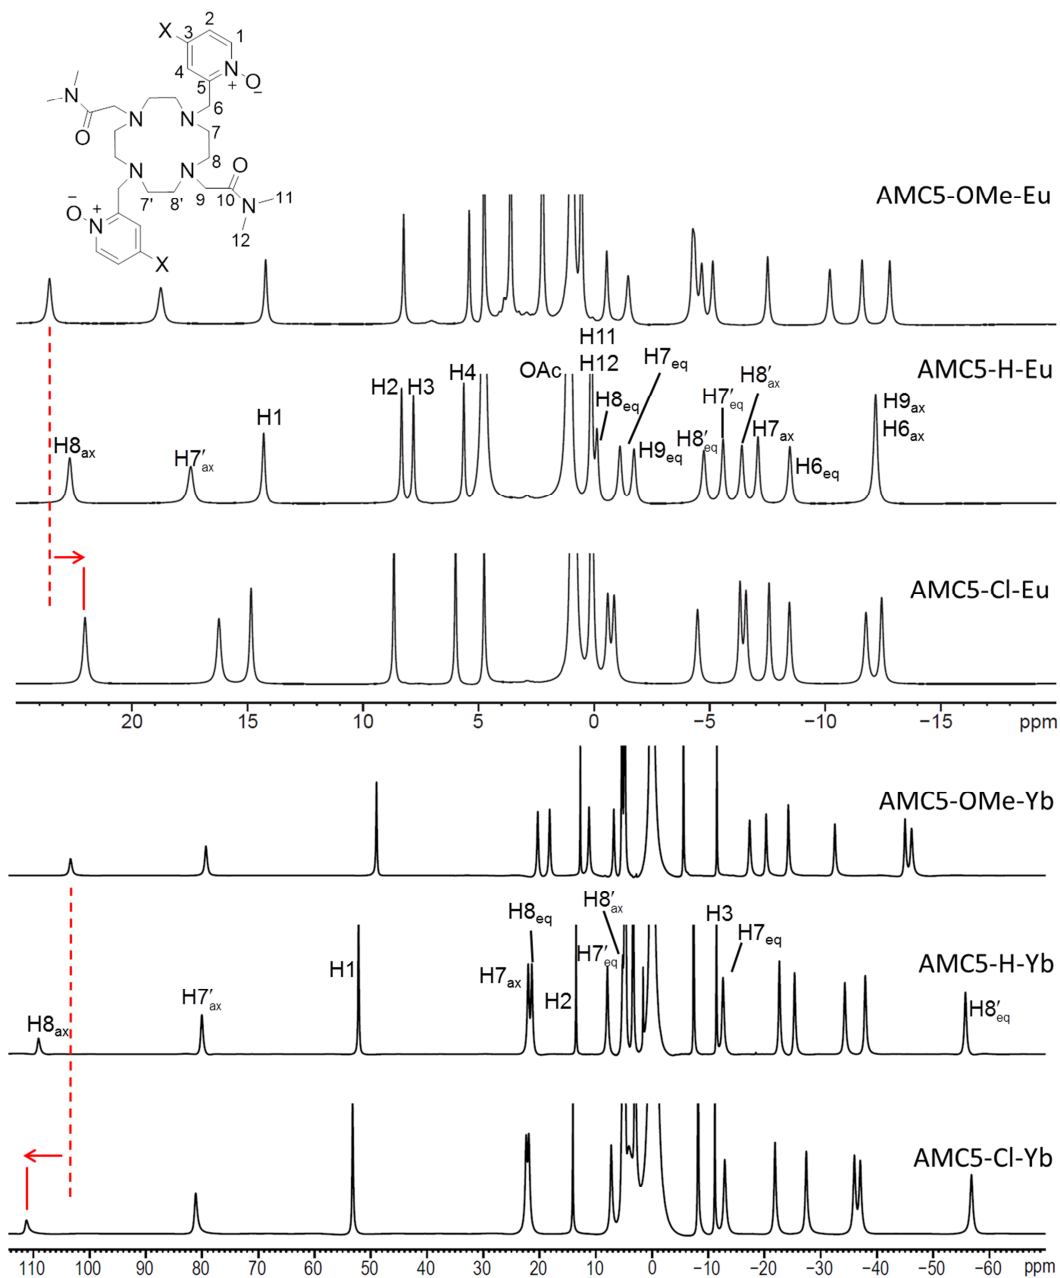 X
3
2
1
4
5
N
+
O
−
6
N
O
N
N
7
8
O
N
N
9
10
N
11
12
7'
8'
−
O
+
N
X
AMC5-OMe-Eu
AMC5-H-Eu
H8ax
H7′ax
H1
H2
H3
H4
OAc
H11
H12
H8eq
H7eq
H9eq
H8′eq
H7′eq
H8′ax
H7ax
H6eq
H9ax
H6ax
AMC5-Cl-Eu
20 15 10 5 0 −5 −10 −15 ppm
AMC5-OMe-Yb
AMC5-H-Yb
H8ax
H7′ax
H1
H7ax
H8eq
H2
H7′eq
H8′ax
H3
H7eq
H8′eq
AMC5-Cl-Yb
110 100 90 80 70 60 50 40 30 20 10 0 −10 −20 −30 −40 −50 −60 ppm